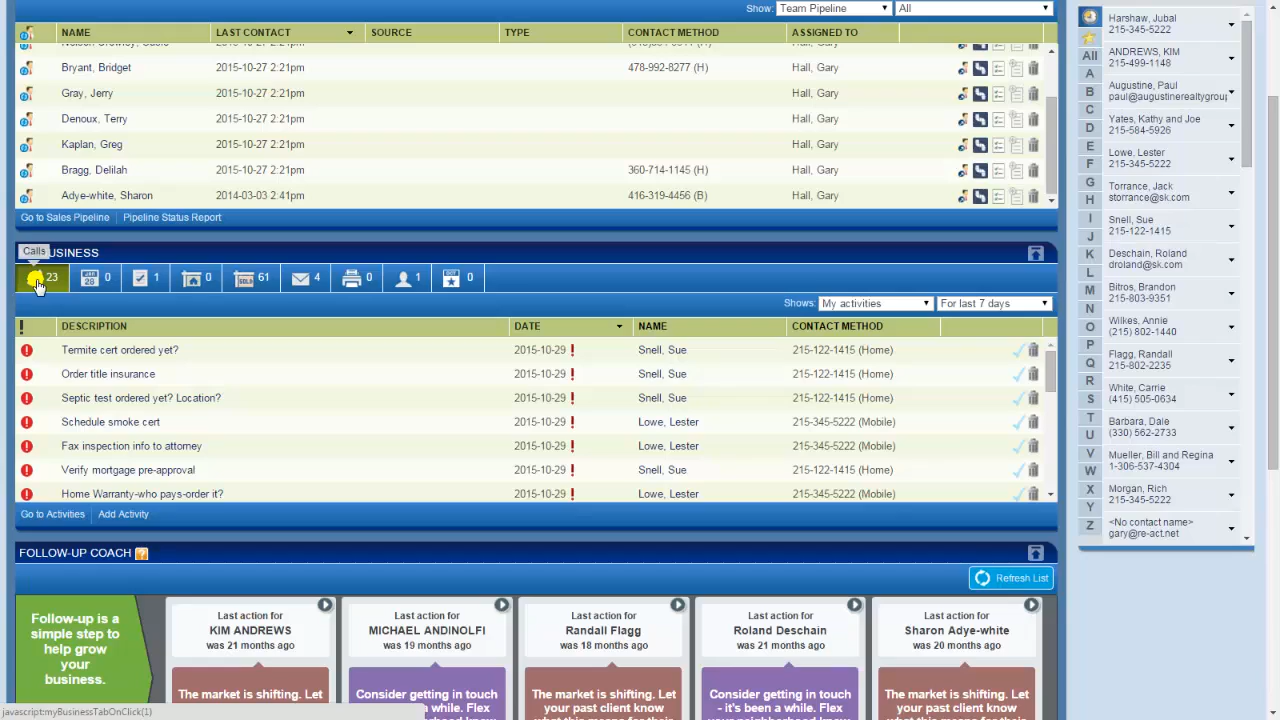 Show: Team Pipeline All
NAME LAST CONTACT SOURCE TYPE CONTACT METHOD ASSIGNED TO
Bryant, Bridget 2015-10-27 2:21pm 478-992-8277 (H) Hall, Gary
Gray, Jerry 2015-10-27 2:21pm Hall, Gary
Denoux, Terry 2015-10-27 2:21pm Hall, Gary
Kaplan, Greg 2015-10-27 2:21pm Hall, Gary
Bragg, Delilah 2015-10-27 2:21pm 360-714-1145 (H) Hall, Gary
Adye-white, Sharon 2014-03-03 2:41pm 416-319-4456 (B) Hall, Gary
Go to Sales Pipeline Pipeline Status Report
Calls
USINESS
23 0 1 0 61 4 0 1 0
Shows: My activities For last 7 days
! DESCRIPTION DATE NAME CONTACT METHOD
Termite cert ordered yet? 2015-10-29 ! Snell, Sue 215-122-1415 (Home)
Order title insurance 2015-10-29 ! Snell, Sue 215-122-1415 (Home)
Septic test ordered yet? Location? 2015-10-29 ! Snell, Sue 215-122-1415 (Home)
Schedule smoke cert 2015-10-29 ! Lowe, Lester 215-345-5222 (Mobile)
Fax inspection info to attorney 2015-10-29 ! Lowe, Lester 215-345-5222 (Mobile)
Verify mortgage pre-approval 2015-10-29 ! Snell, Sue 215-122-1415 (Home)
Home Warranty-who pays-order it? 2015-10-29 ! Lowe, Lester 215-345-5222 (Mobile)
Go to Activities Add Activity
FOLLOW-UP COACH ?
Refresh List
Follow-up is a
simple step to
help grow
your
business.
Last action for
KIM ANDREWS
was 21 months ago
The market is shifting. Let
Last action for
MICHAEL ANDINOLFI
was 19 months ago
Consider getting in touch
- it's been a while. Flex
Last action for
Randall Flagg
was 18 months ago
The market is shifting. Let
your past client know
Last action for
Roland Deschain
was 21 months ago
Consider getting in touch
- it's been a while. Flex
Last action for
Sharon Adye-white
was 20 months ago
The market is shifting. Let
your past client know
javascript:myBusinessTabOnClick(1)
All
A
B
C
D
E
F
G
H
I
J
K
L
M
N
O
P
Q
R
S
T
U
V
W
X
Y
Z
Harshaw, Jubal
215-345-5222
ANDREWS, KIM
215-499-1148
Augustine, Paul
paul@augustinerealtygroup
Yates, Kathy and Joe
215-584-5926
Lowe, Lester
215-345-5222
Torrance, Jack
storrance@sk.com
Snell, Sue
215-122-1415
Deschain, Roland
droland@sk.com
Bitros, Brandon
215-803-9351
Wilkes, Annie
(215) 802-1440
Flagg, Randall
215-802-2235
White, Carrie
(415) 505-0634
Barbara, Dale
(330) 562-2733
Mueller, Bill and Regina
1-306-537-4304
Morgan, Rich
215-345-5222
<No contact name>
gary@re-act.net